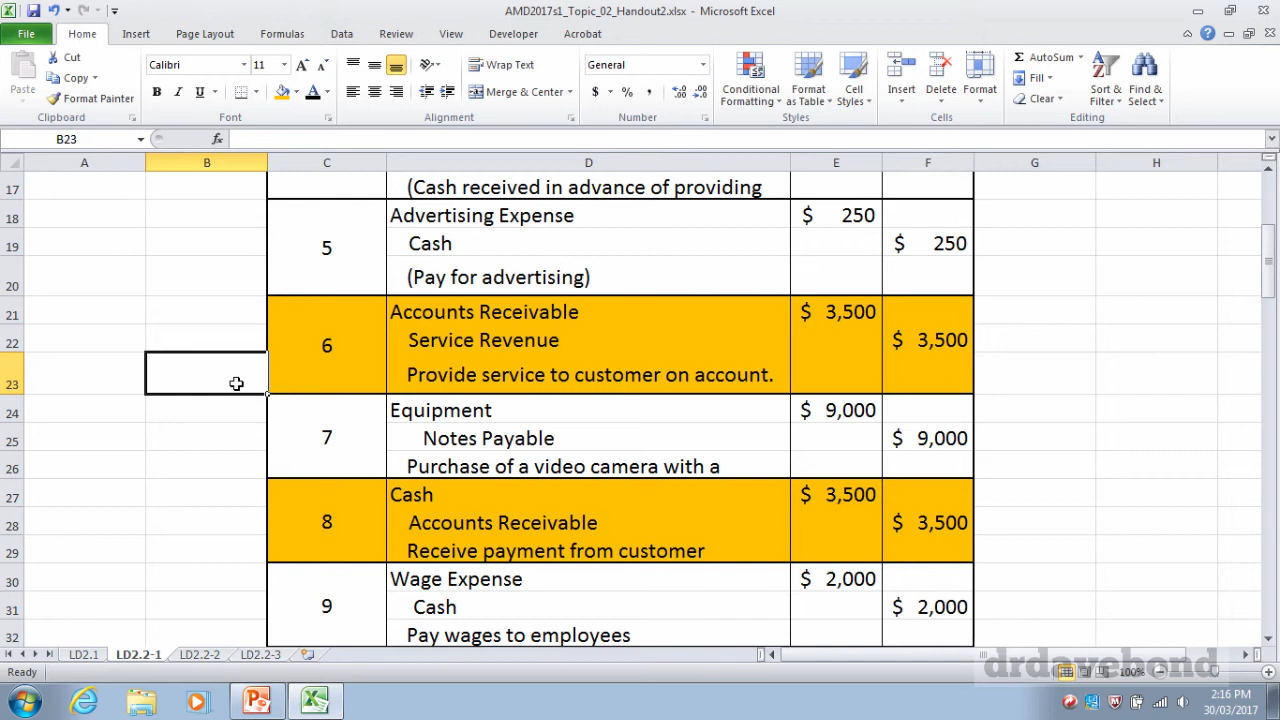 AMD2017s1_Topic_02_Handout2.xlsx - Microsoft Excel
File Home Insert Page Layout Formulas Data Review View Developer Acrobat
Paste
Cut
Copy
Format Painter
Clipboard
Calibri 11 A A
B I U A
Font
Wrap Text
Merge & Center
Alignment
General
$ % , .0 .00 .00 .0
Number
Conditional Formatting
Format as Table
Cell Styles
Styles
Insert Delete Format
Cells
Σ AutoSum
Fill
Clear
Sort & Filter
Find & Select
Editing
B23 fx
A B C D E F G H
17 (Cash received in advance of providing
18 Advertising Expense $ 250
19 5 Cash $ 250
20 (Pay for advertising)
21 Accounts Receivable $ 3,500
22 6 Service Revenue $ 3,500
23 Provide service to customer on account.
24 Equipment $ 9,000
25 7 Notes Payable $ 9,000
26 Purchase of a video camera with a
27 Cash $ 3,500
28 8 Accounts Receivable $ 3,500
29 Receive payment from customer
30 Wage Expense $ 2,000
31 9 Cash $ 2,000
32 Pay wages to employees
LD2.1 LD2.2-1 LD2.2-2 LD2.2-3
drdavebond
Ready 100%
2:16 PM
30/03/2017